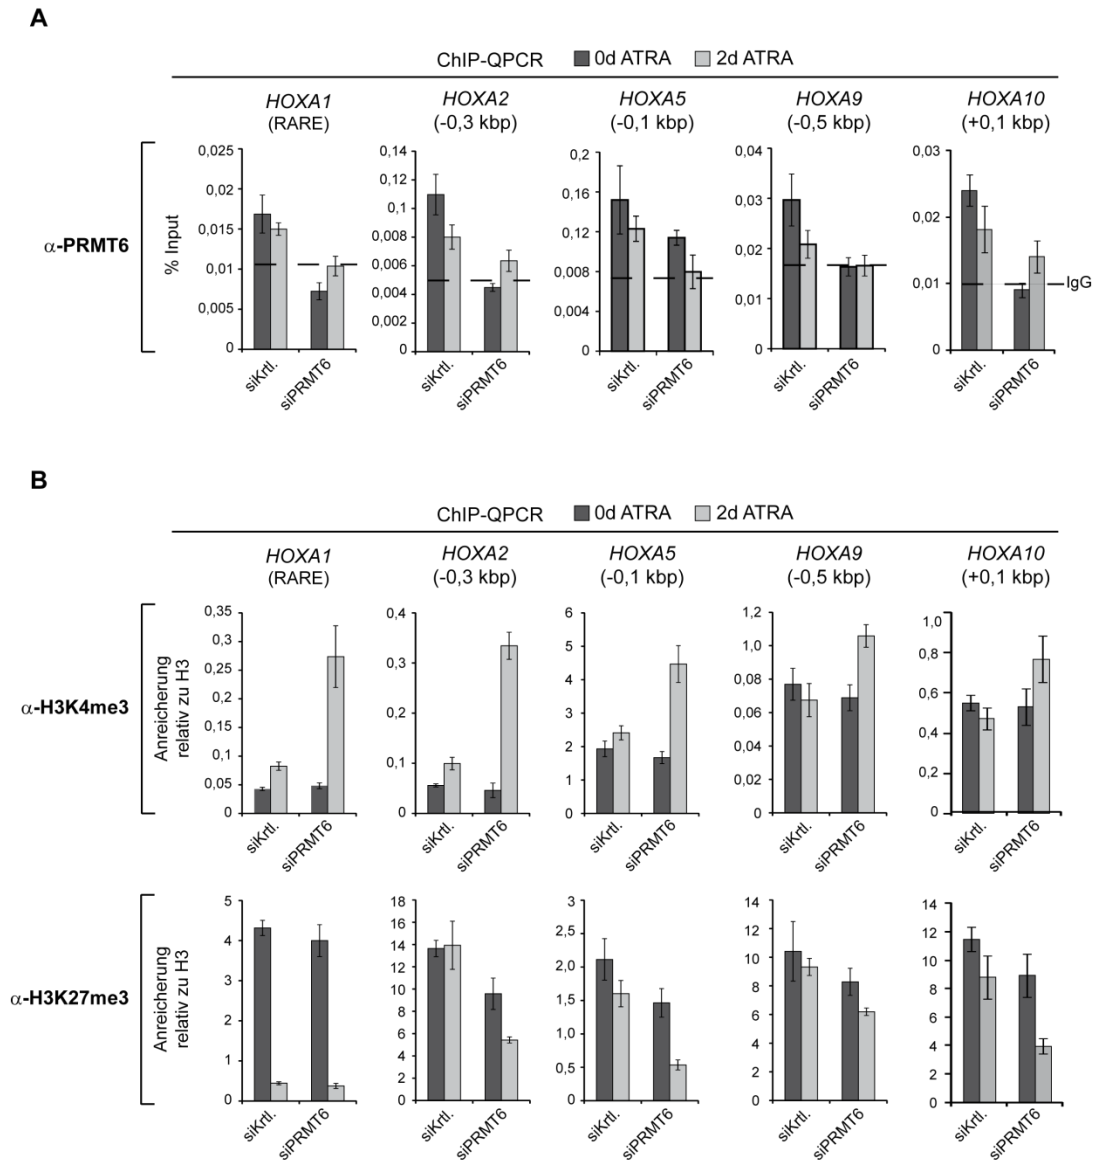 A
ChIP-QPCR 0d ATRA 2d ATRA
HOXA1 HOXA2 HOXA5 HOXA9 HOXA10
(RARE) (-0,3 kbp) (-0,1 kbp) (-0,5 kbp) (+0,1 kbp)
α-PRMT6
% Input
0,025
0,02
0,015
0,01
0,005
0
siKrtl.
siPRMT6
0,14
0,12
0,1
0,08
0,006
0,004
0,002
0
siKrtl.
siPRMT6
0,2
0,16
0,12
0,008
0,004
0
siKrtl.
siPRMT6
0,04
0,03
0,02
0,01
0
siKrtl.
siPRMT6
0,03
0,02
0,01
0
IgG
siKrtl.
siPRMT6
B
ChIP-QPCR 0d ATRA 2d ATRA
HOXA1 HOXA2 HOXA5 HOXA9 HOXA10
(RARE) (-0,3 kbp) (-0,1 kbp) (-0,5 kbp) (+0,1 kbp)
α-H3K4me3
Anreicherung
relativ zu H3
0,35
0,3
0,25
0,2
0,15
0,1
0,05
0
siKrtl.
siPRMT6
0,4
0,3
0,2
0,1
0
siKrtl.
siPRMT6
6
5
4
3
2
1
0
siKrtl.
siPRMT6
1,2
1,0
0,08
0,06
0,04
0,02
0
siKrtl.
siPRMT6
1,0
0,8
0,6
0,4
0,2
0
siKrtl.
siPRMT6
α-H3K27me3
Anreicherung
relativ zu H3
5
4
3
2
1
0
siKrtl.
siPRMT6
18
16
14
12
10
8
6
4
2
0
siKrtl.
siPRMT6
3
2,5
2,0
1,5
1,0
0,5
0
siKrtl.
siPRMT6
14
12
10
8
6
4
2
0
siKrtl.
siPRMT6
14
12
10
8
6
4
2
0
siKrtl.
siPRMT6